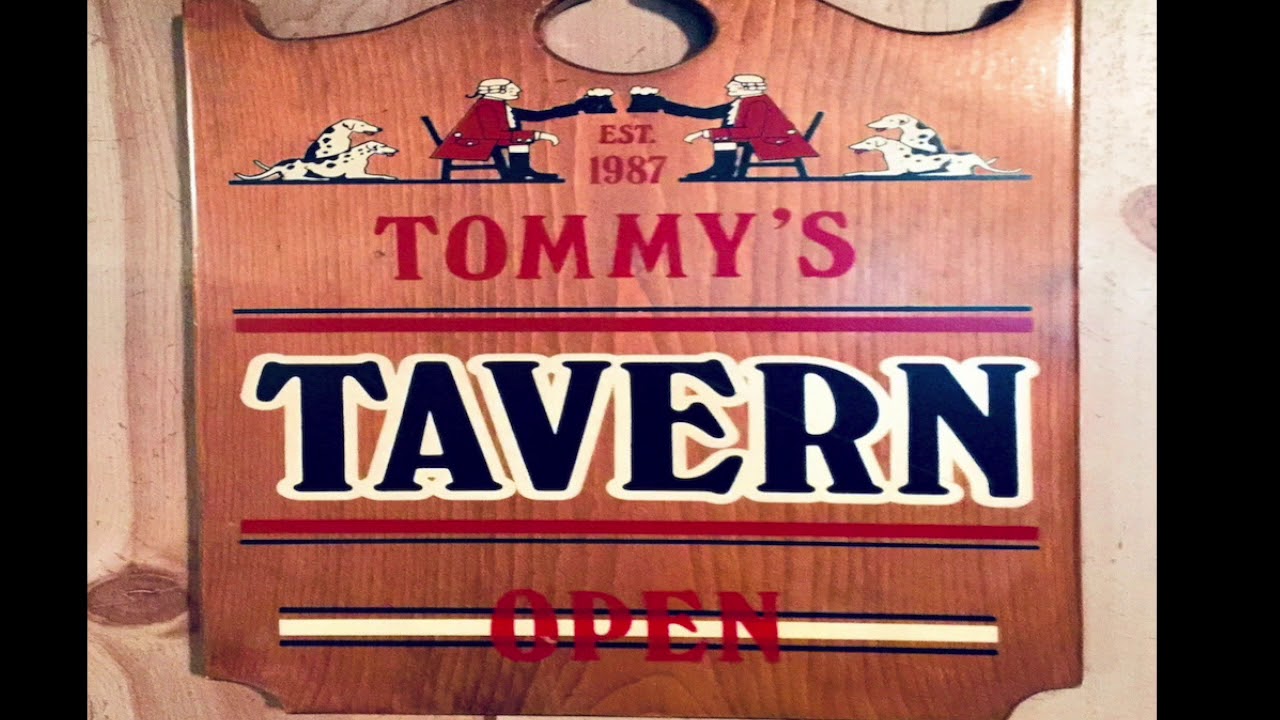 EST.
1987
TOMMY'S
TAVERN
OPEN